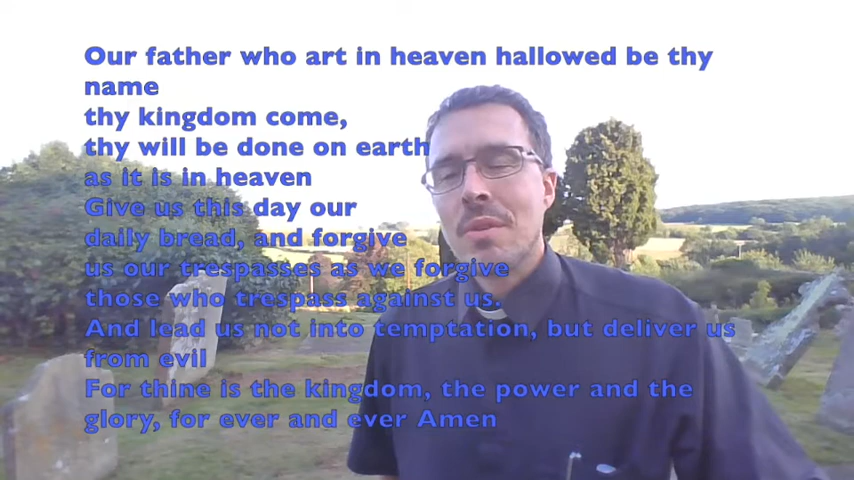 Our father who art in heaven hallowed be thy
name
thy kingdom come,
thy will be done on earth
as it is in heaven
Give us this day our
daily bread, and forgive
us our trespasses as we forgive
those who trespass against us.
And lead us not into temptation, but deliver us
from evil
For thine is the kingdom, the power and the
glory, for ever and ever Amen